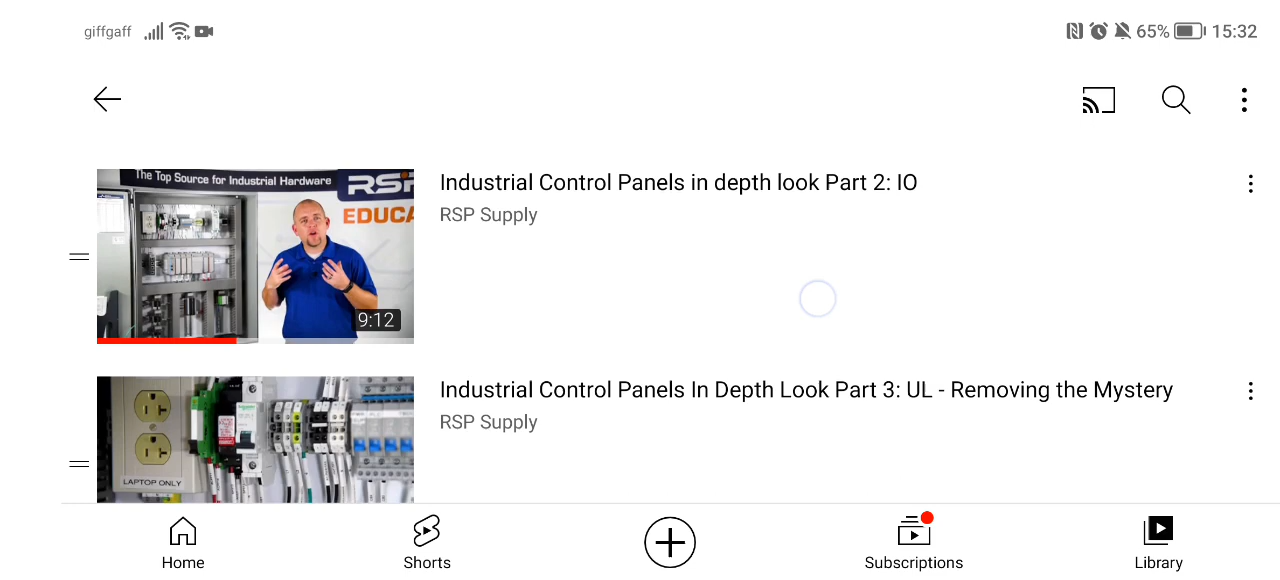 giffgaff
65%
15:32
The Top Source for Industrial Hardware
RSP
EDUCA
9:12
Industrial Control Panels in depth look Part 2: IO
RSP Supply
LAPTOP ONLY
Industrial Control Panels In Depth Look Part 3: UL - Removing the Mystery
RSP Supply
Home
Shorts
Subscriptions
Library